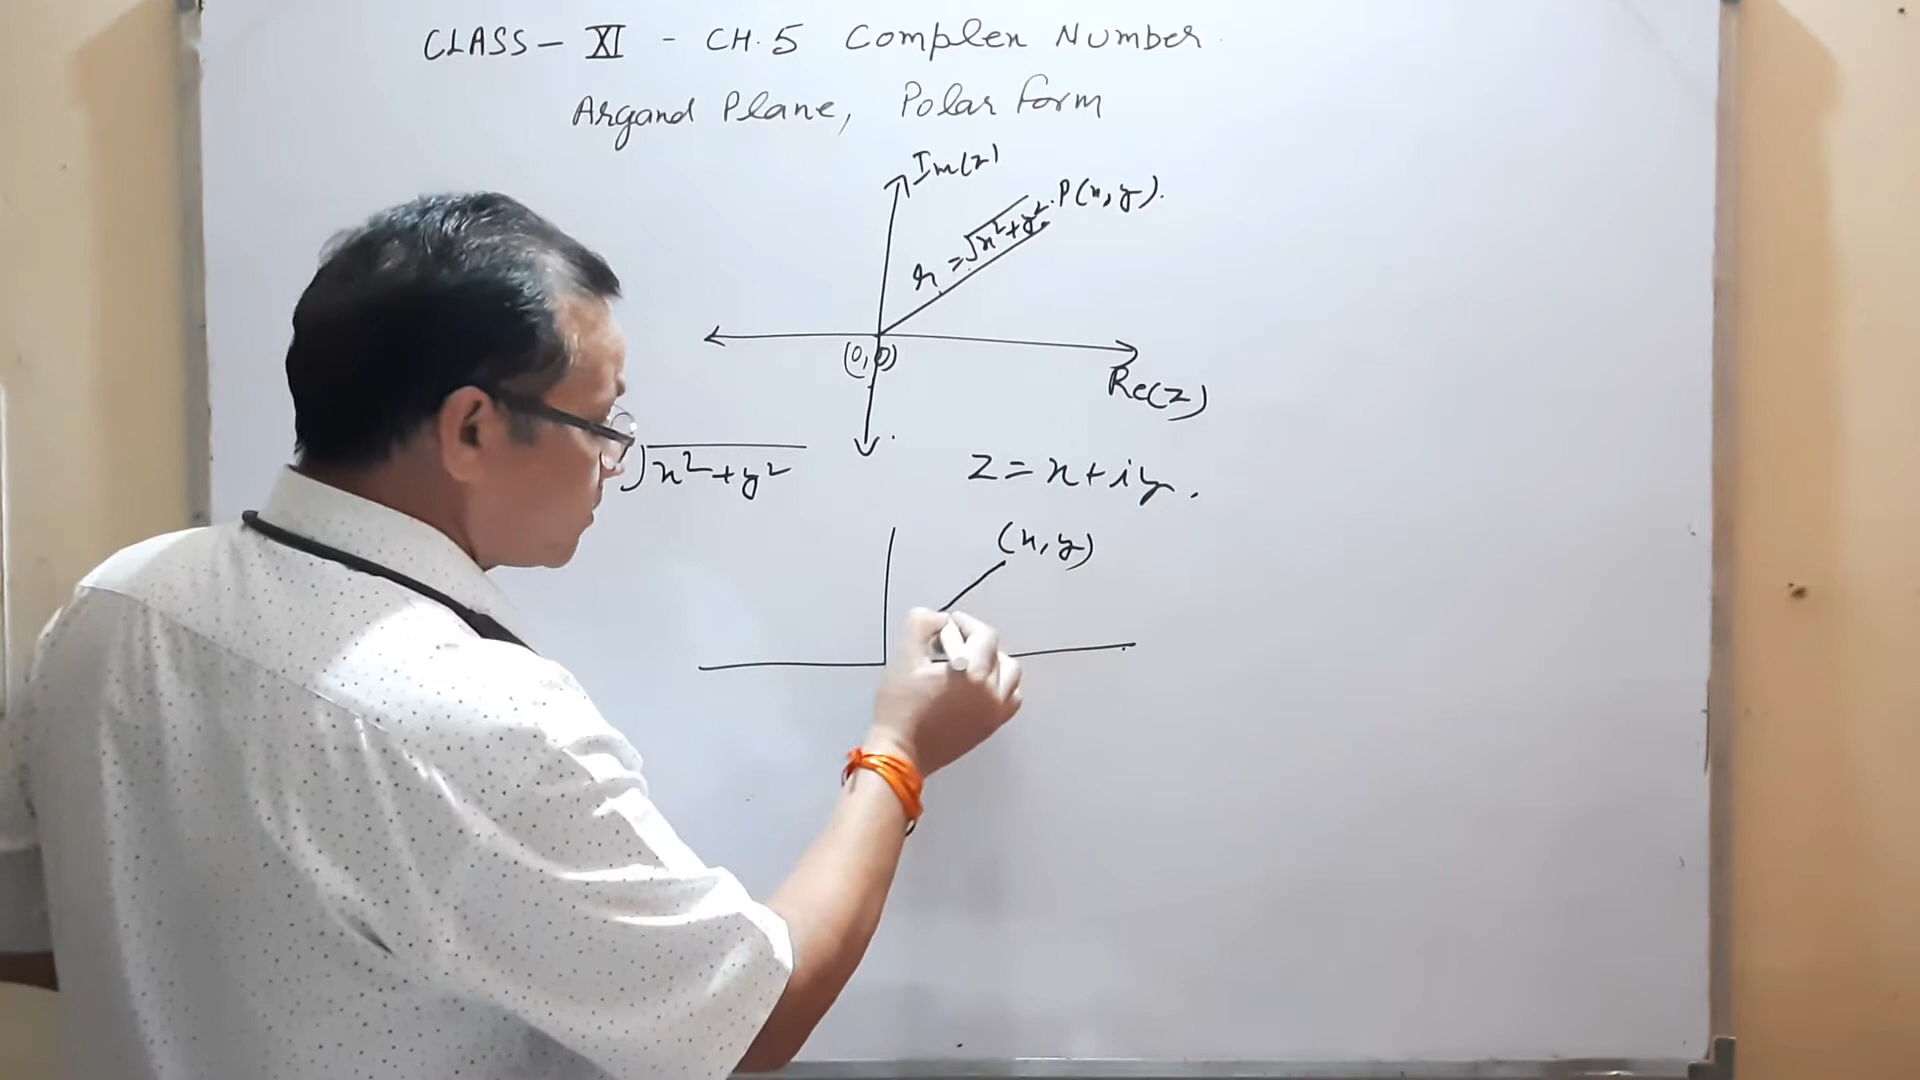 CLASS – XI - CH.5 Complex Number
Argand Plane, Polar form
Im(z)
P(x, y).
r = √x²+y²
(0, 0)
Re(z)
√x²+y²
z = x + iy.
(x, y)